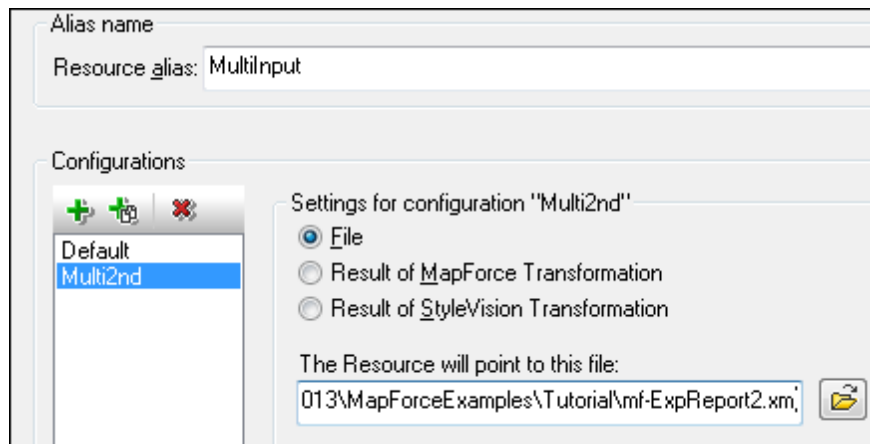 Alias name
Resource alias: MultiInput
Configurations
Default
Multi2nd
Settings for configuration "Multi2nd"
File
Result of MapForce Transformation
Result of StyleVision Transformation
The Resource will point to this file:
013\MapForceExamples\Tutorial\mf-ExpReport2.xm